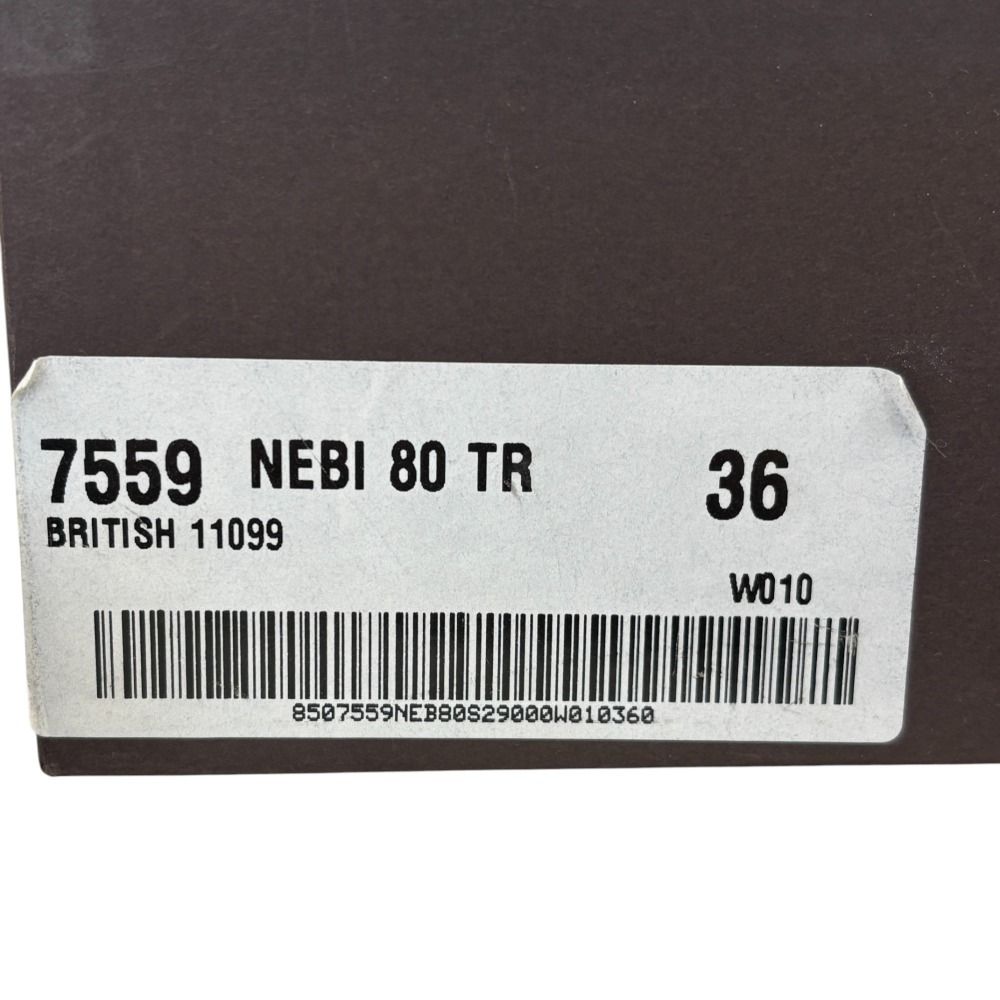 7559 NEBI 80 TR 36
BRITISH 11099
W010
8507559NEB80S29000W010360